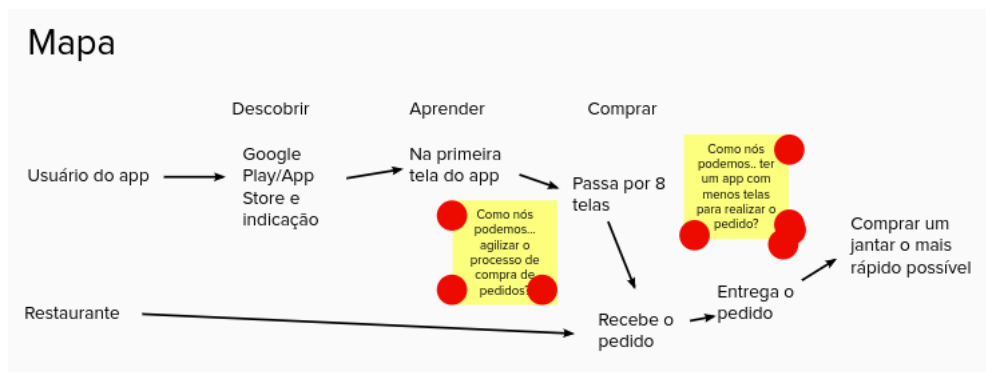 Mapa
Descobrir
Aprender
Comprar
Usuário do app
Google
Play/App
Store e
indicação
Na primeira
tela do app
Passa por 8
telas
Como nós
podemos...
agilizar o
processo de
compra de
pedidos?
Como nós
podemos.. ter
um app com
menos telas
para realizar o
pedido?
Comprar um
jantar o mais
rápido possível
Restaurante
Recebe o
pedido
Entrega o
pedido